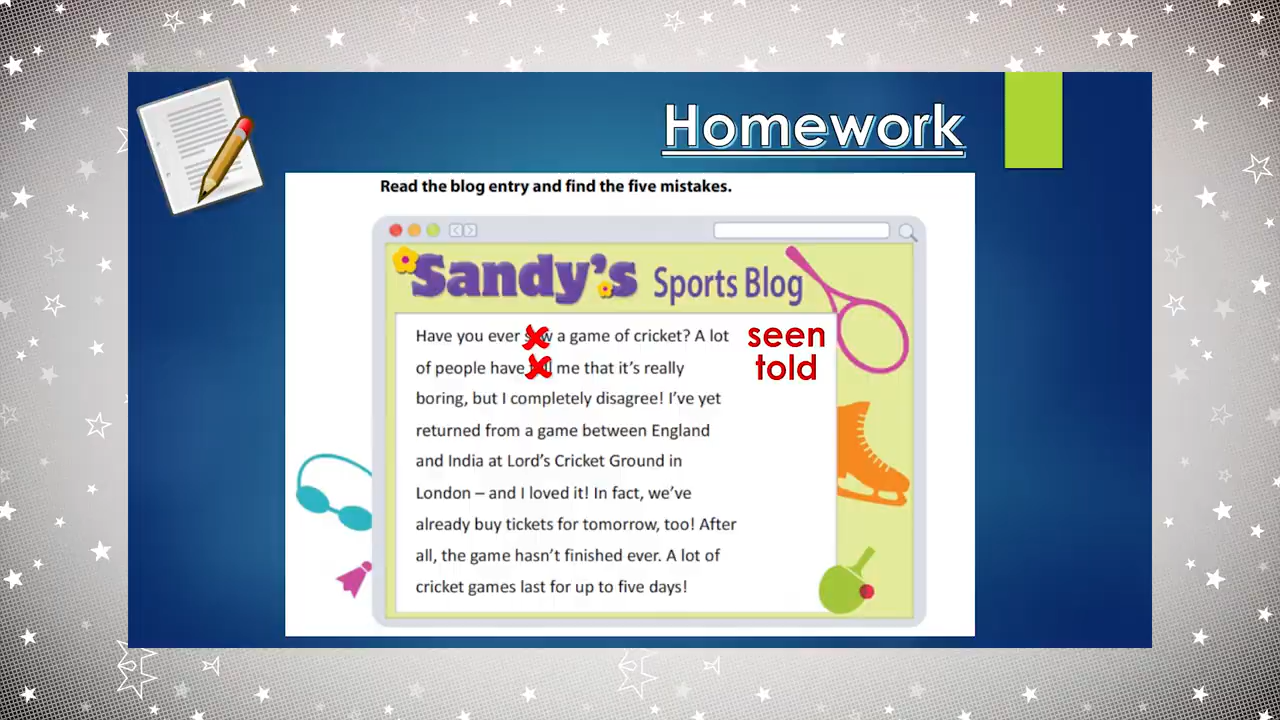 Homework
Read the blog entry and find the five mistakes.
Sandy's Sports Blog
Have you ever a game of cricket? A lot
seen
of people have me that it's really
told
boring, but I completely disagree! I've yet
returned from a game between England
and India at Lord's Cricket Ground in
London – and I loved it! In fact, we've
already buy tickets for tomorrow, too! After
all, the game hasn't finished ever. A lot of
cricket games last for up to five days!